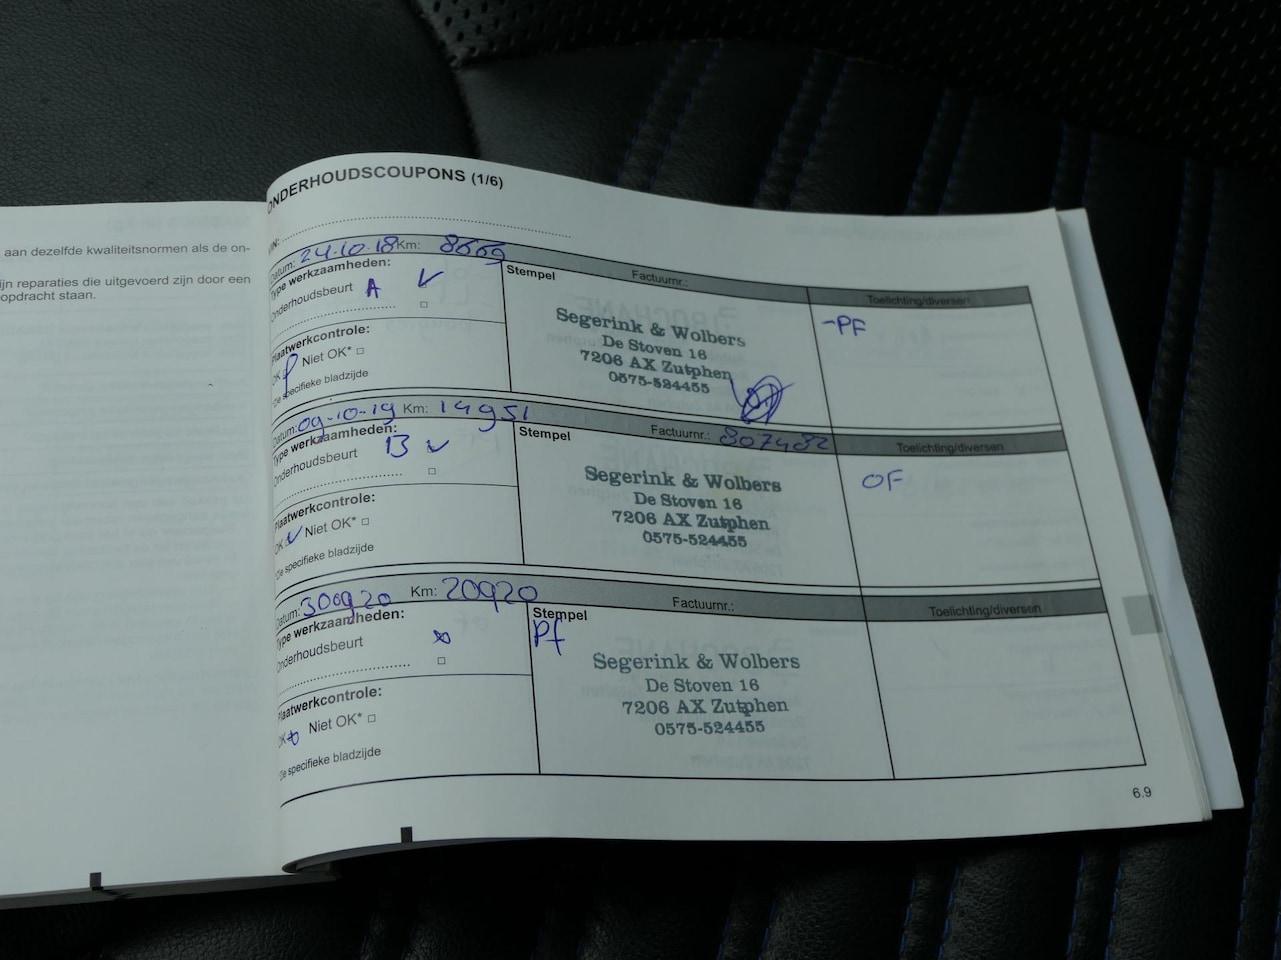 aan dezelfde kwaliteitsnormen als de on-
ijn reparaties die uitgevoerd zijn door een
opdracht staan.
ONDERHOUDSCOUPONS (1/6)
VIN:
Datum: 24.10.18 Km: 8669
Type werkzaamheden:
Onderhoudsbeurt A
Stempel Factuurnr.:
Toelichting/diversen
Plaatwerkcontrole:
OK Niet OK*
*Zie specifieke bladzijde
Segerink & Wolbers
De Stoven 16
7206 AX Zutphen
0575-524455
-PF
Datum: 09-10-19 Km: 14951
Type werkzaamheden:
Onderhoudsbeurt B
Stempel Factuurnr.: 807482
Toelichting/diversen
Plaatwerkcontrole:
OK Niet OK*
*Zie specifieke bladzijde
Segerink & Wolbers
De Stoven 16
7206 AX Zutphen
0575-524455
OF
Datum: 300920 Km: 20920
Type werkzaamheden:
Onderhoudsbeurt
Stempel Factuurnr.:
Toelichting/diversen
Pf
Plaatwerkcontrole:
OK Niet OK*
*Zie specifieke bladzijde
Segerink & Wolbers
De Stoven 16
7206 AX Zutphen
0575-524455
6.9